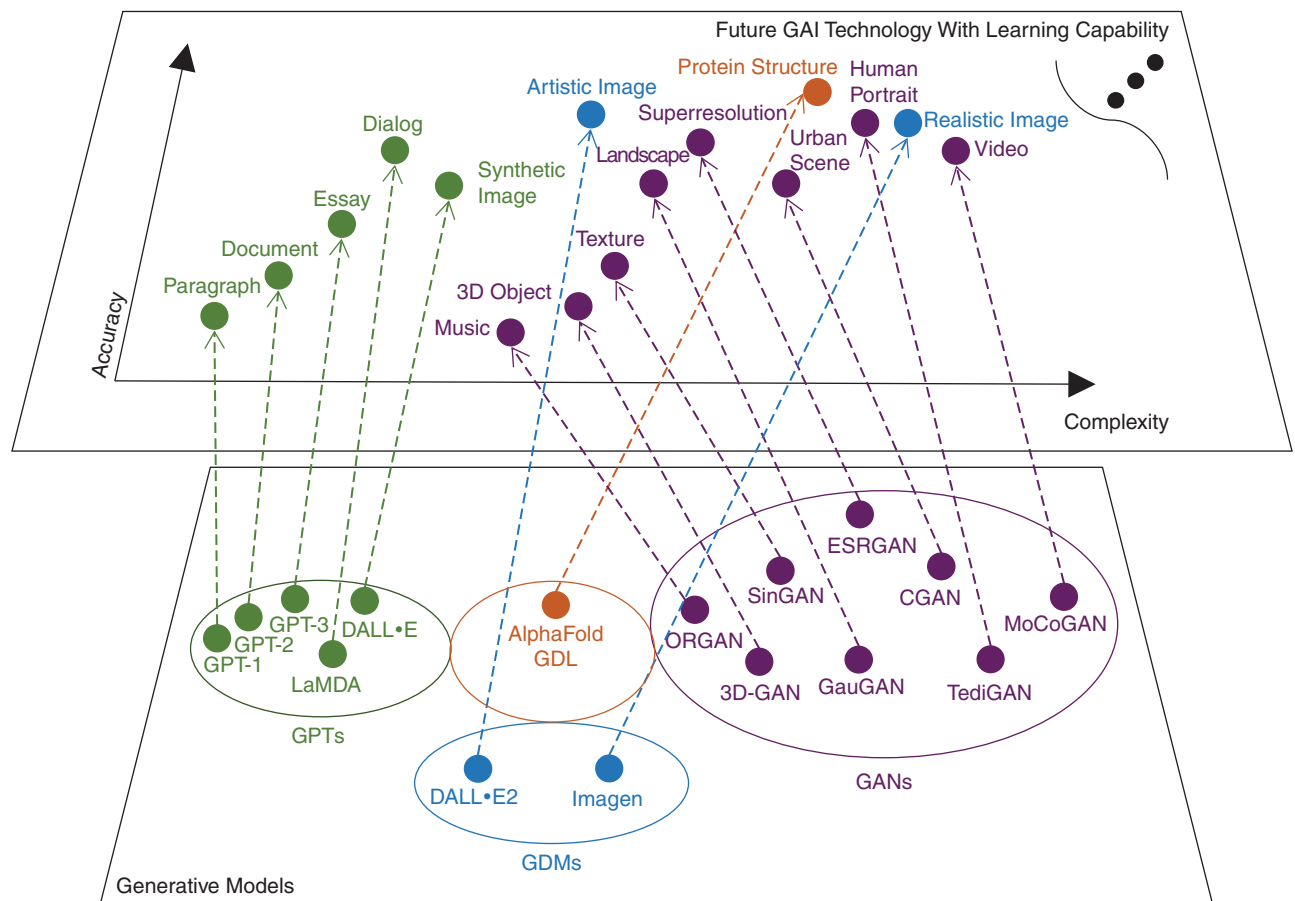 Future GAI Technology With Learning Capability
Protein Structure
Human
Portrait
Artistic Image
Superresolution
Realistic Image
Dialog
Urban
Scene
Video
Landscape
Synthetic
Image
Essay
Texture
Document
Paragraph
3D Object
Music
Accuracy
Complexity
ESRGAN
SinGAN
CGAN
MoCoGAN
GPT-3
DALL•E
GPT-2
GPT-1
AlphaFold
GDL
ORGAN
LaMDA
3D-GAN
GauGAN
TediGAN
GPTs
GANs
DALL•E2
Imagen
GDMs
Generative Models